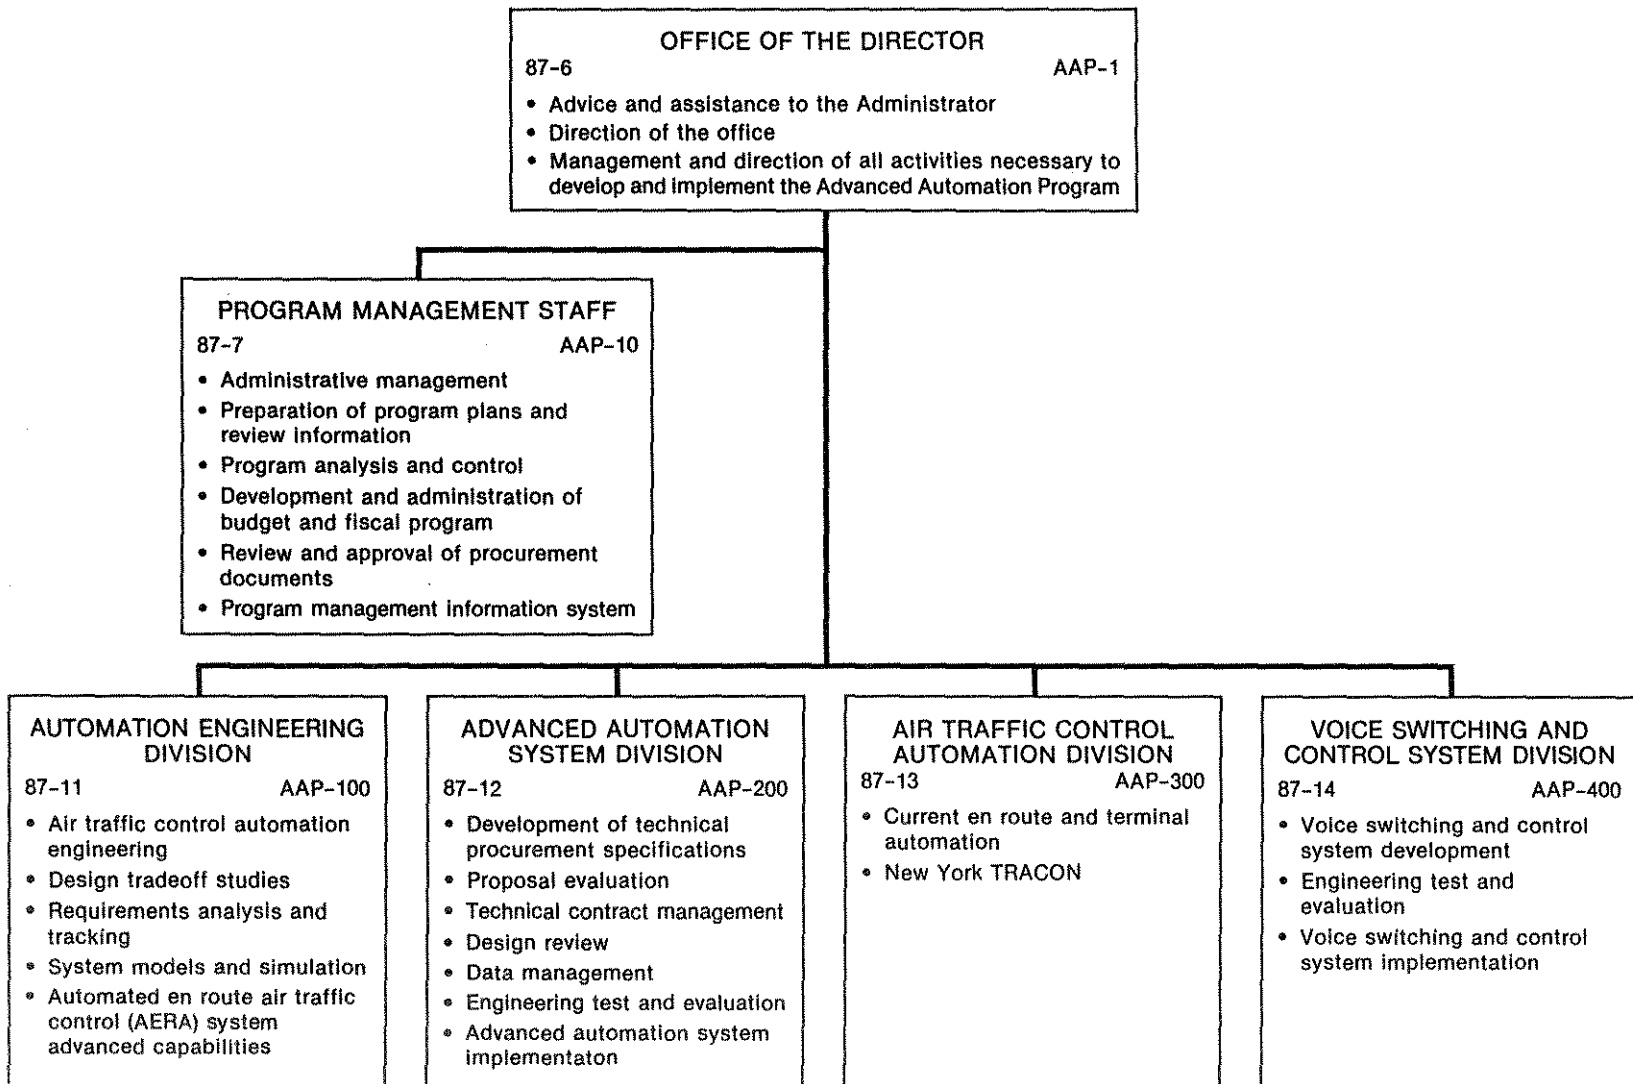 OFFICE OF THE DIRECTOR
87-6 AAP-1
• Advice and assistance to the Administrator
• Direction of the office
• Management and direction of all activities necessary to
develop and implement the Advanced Automation Program
PROGRAM MANAGEMENT STAFF
87-7 AAP-10
• Administrative management
• Preparation of program plans and
review information
• Program analysis and control
• Development and administration of
budget and fiscal program
• Review and approval of procurement
documents
• Program management information system
AUTOMATION ENGINEERING
DIVISION
87-11 AAP-100
• Air traffic control automation
engineering
• Design tradeoff studies
• Requirements analysis and
tracking
• System models and simulation
• Automated en route air traffic
control (AERA) system
advanced capabilities
ADVANCED AUTOMATION
SYSTEM DIVISION
87-12 AAP-200
• Development of technical
procurement specifications
• Proposal evaluation
• Technical contract management
• Design review
• Data management
• Engineering test and evaluation
• Advanced automation system
implementaton
AIR TRAFFIC CONTROL
AUTOMATION DIVISION
87-13 AAP-300
• Current en route and terminal
automation
• New York TRACON
VOICE SWITCHING AND
CONTROL SYSTEM DIVISION
87-14 AAP-400
• Voice switching and control
system development
• Engineering test and
evaluation
• Voice switching and control
system implementation